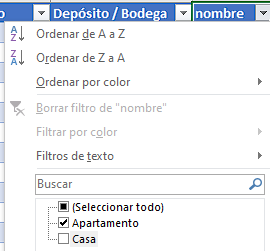 o Depósito / Bodega nombre
Ordenar de A a Z
Ordenar de Z a A
Ordenar por color
Borrar filtro de "nombre"
Filtrar por color
Filtros de texto
Buscar
(Seleccionar todo)
Apartamento
Casa